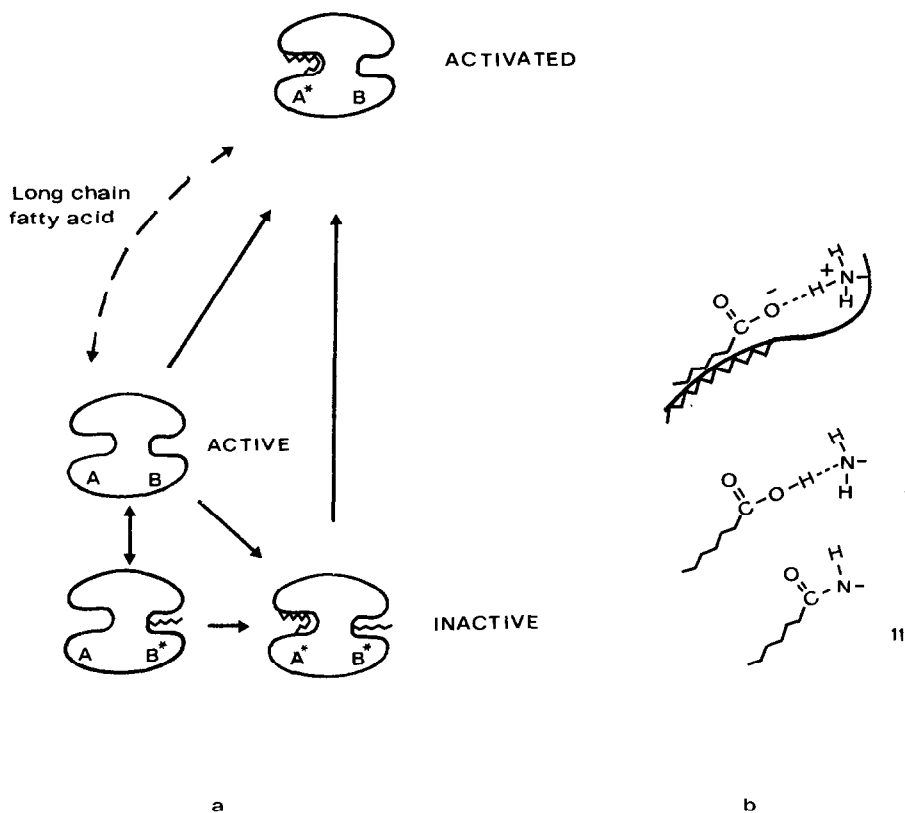 ACTIVATED
A* B
Long chain
fatty acid
ACTIVE
A B
INACTIVE
A B*
A* B*
H
+
O − H-N-
C-O H
H
O H-N-
C-O H
O H
C-N-
11
a b